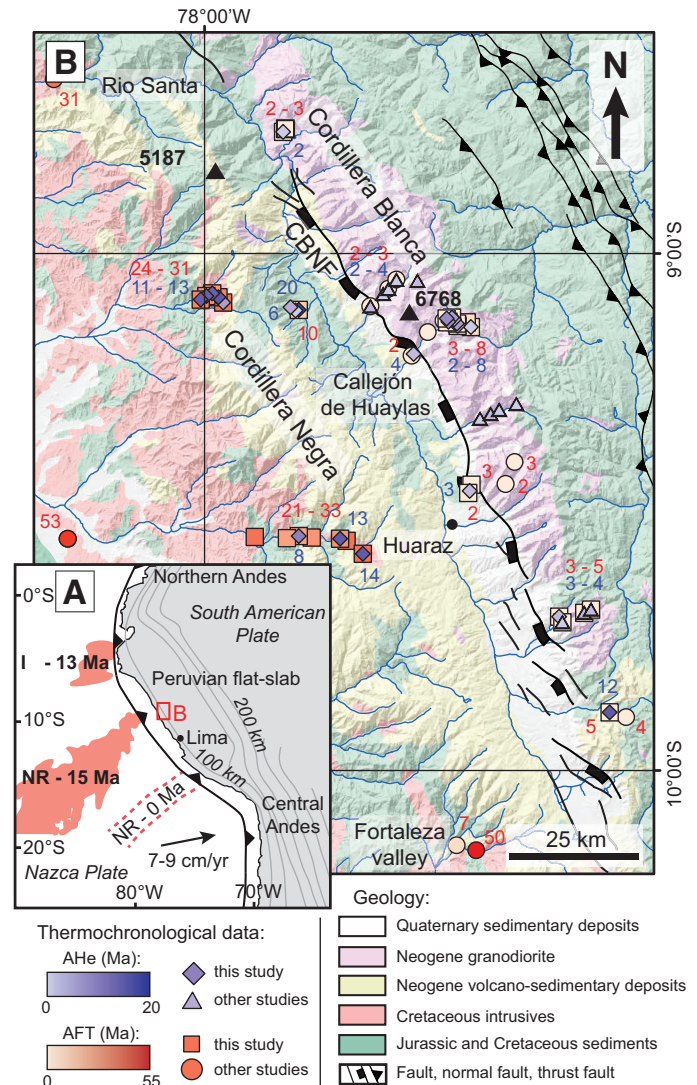 78°00'W
B
N
31
Rio Santa
2 - 3
2
Cordillera Blanca
5187
CBNF
9°00'S
2 - 3
2 - 4
24 - 31
11 - 13
20
6
10
6768
2
4
3 - 8
2 - 8
Cordillera Negra
Callejón
de Huaylas
3
3
2
3
2
53
21 - 33
13
8
14
Huaraz
3 - 5
3 - 4
12
5
4
10°00'S
7
50
Fortaleza
valley
25 km
A
0°S
Northern Andes
South American
Plate
I - 13 Ma
Peruvian flat-slab
B
200 km
10°S
Lima
100 km
NR - 15 Ma
NR - 0 Ma
Central
Andes
20°S
7-9 cm/yr
Nazca Plate
80°W
70°W
Thermochronological data:
AHe (Ma):
0
20
this study
other studies
AFT (Ma):
0
55
this study
other studies
Geology:
Quaternary sedimentary deposits
Neogene granodiorite
Neogene volcano-sedimentary deposits
Cretaceous intrusives
Jurassic and Cretaceous sediments
Fault, normal fault, thrust fault